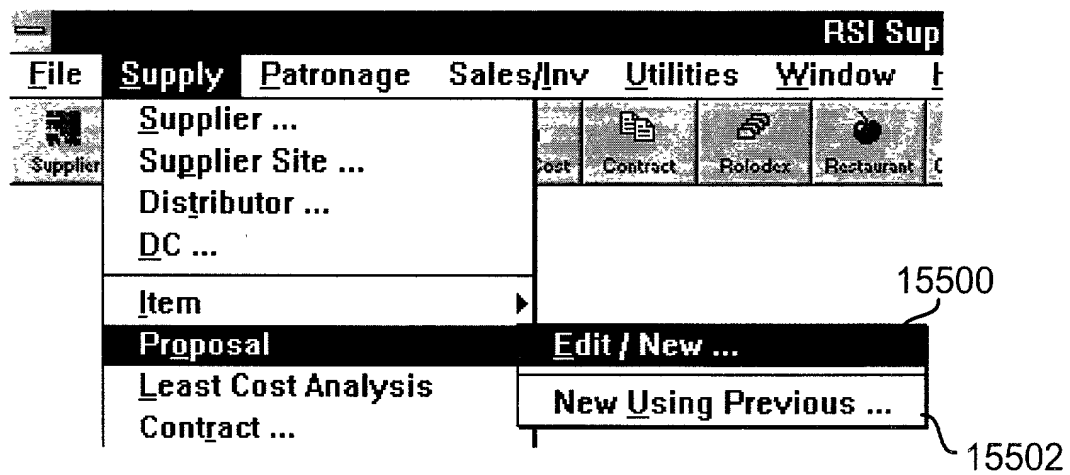 RSI Sup
File Supply Patronage Sales/Inv Utilities Window
Supplier Cost Contract Rolodex Restaurant
Supplier ...
Supplier Site ...
Distributor ...
DC ...
Item
Proposal
Least Cost Analysis
Contract ...
Edit / New ...
New Using Previous ...
15500
15502